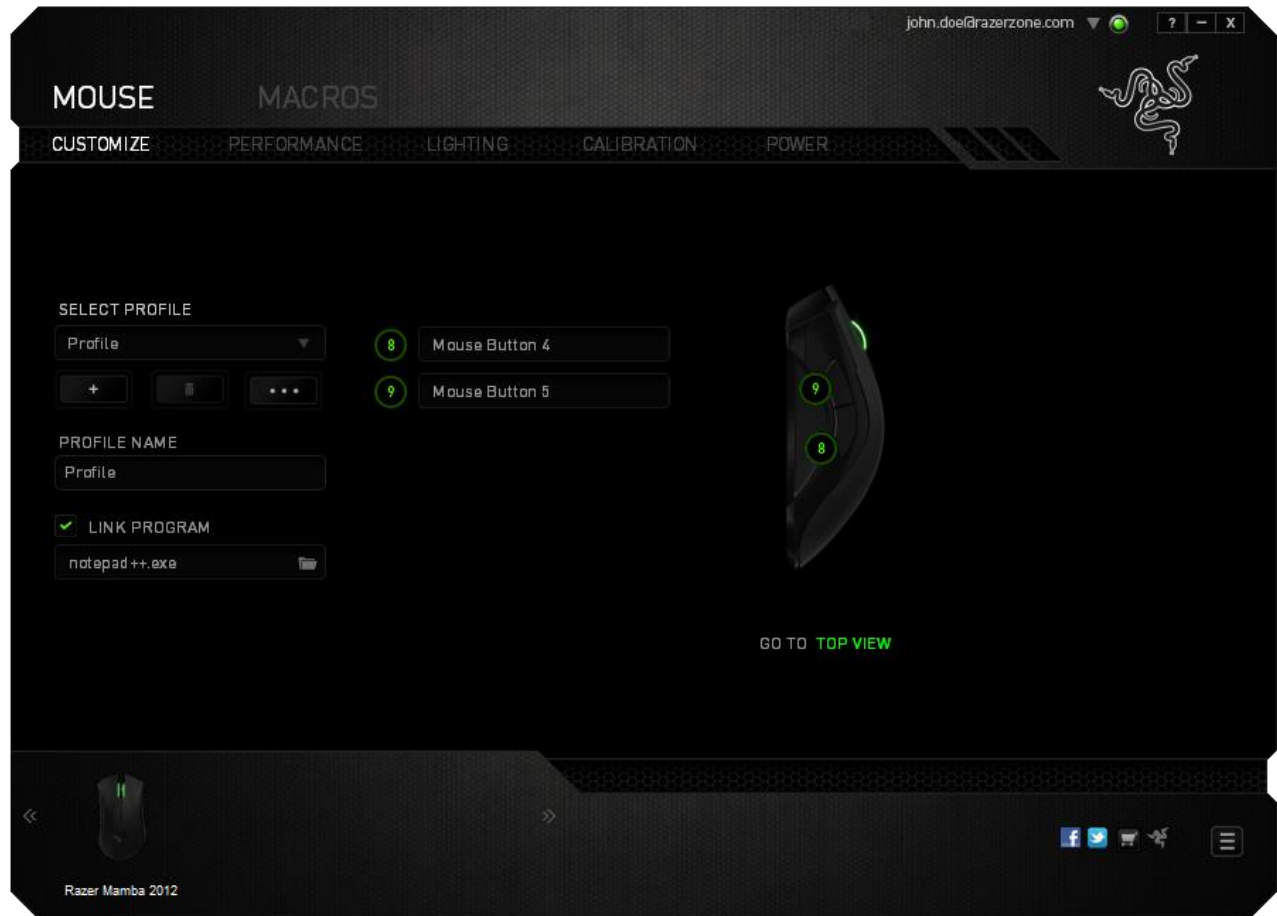 john.doe@razerzone.com ? – X
MOUSE MACROS
CUSTOMIZE PERFORMANCE LIGHTING CALIBRATION POWER
SELECT PROFILE
Profile
8 Mouse Button 4
+ •••
9 Mouse Button 5
9
8
PROFILE NAME
Profile
LINK PROGRAM
notepad++.exe
GO TO TOP VIEW
« »
f
Razer Mamba 2012